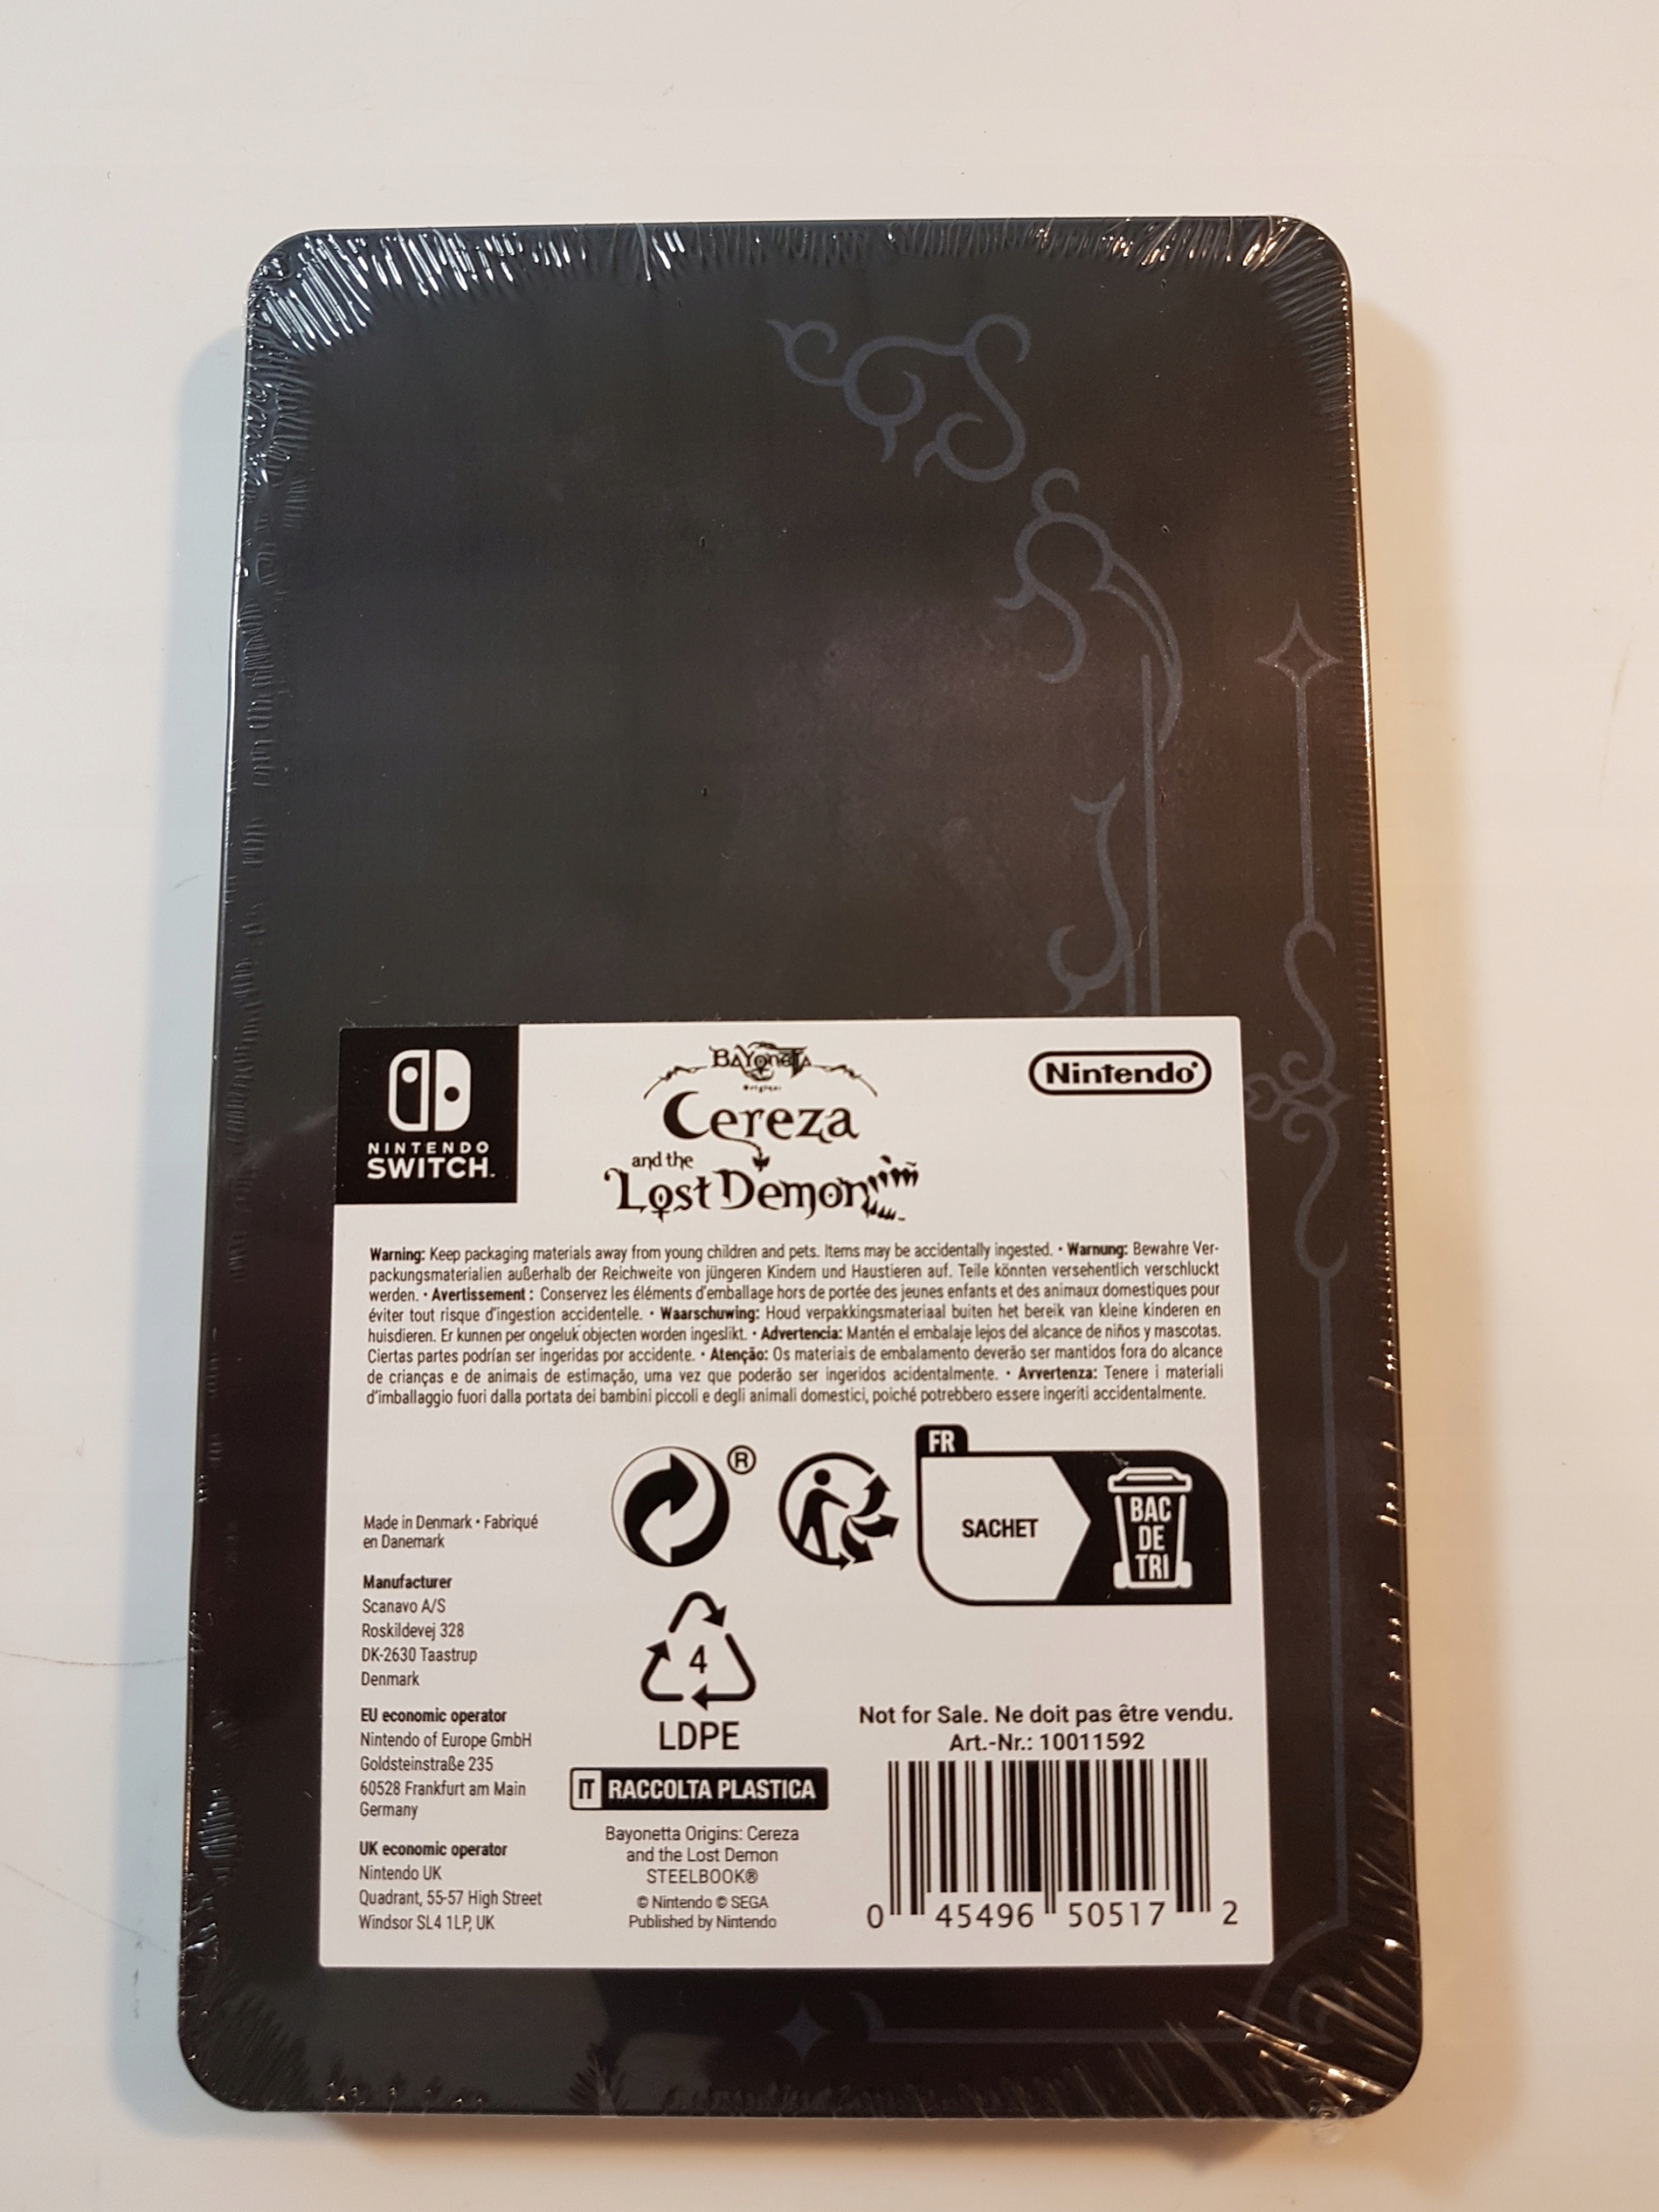 NINTENDO
SWITCH™
BAYONETTA
Origins:
Cereza
and the
Lost Demon™
Nintendo®
Warning: Keep packaging materials away from young children and pets. Items may be accidentally ingested. • Warnung: Bewahre Ver-
packungsmaterialien außerhalb der Reichweite von jüngeren Kindern und Haustieren auf. Teile könnten versehentlich verschluckt
werden. • Avertissement : Conservez les éléments d'emballage hors de portée des jeunes enfants et des animaux domestiques pour
éviter tout risque d'ingestion accidentelle. • Waarschuwing: Houd verpakkingsmateriaal buiten het bereik van kleine kinderen en
huisdieren. Er kunnen per ongeluk objecten worden ingeslikt. • Advertencia: Mantén el embalaje lejos del alcance de niños y mascotas.
Ciertas partes podrían ser ingeridas por accidente. • Atenção: Os materiais de embalamento deverão ser mantidos fora do alcance
de crianças e de animais de estimação, uma vez que poderão ser ingeridos acidentalmente. • Avvertenza: Tenere i materiali
d'imballaggio fuori dalla portata dei bambini piccoli e degli animali domestici, poiché potrebbero essere ingeriti accidentalmente.
®
FR
SACHET
BAC
DE
TRI
Made in Denmark • Fabriqué
en Danemark
Manufacturer
Scanavo A/S
Roskildevej 328
DK-2630 Taastrup
Denmark
EU economic operator
Nintendo of Europe GmbH
Goldsteinstraße 235
60528 Frankfurt am Main
Germany
UK economic operator
Nintendo UK
Quadrant, 55-57 High Street
Windsor SL4 1LP, UK
4
LDPE
IT RACCOLTA PLASTICA
Bayonetta Origins: Cereza
and the Lost Demon
STEELBOOK®
© Nintendo © SEGA
Published by Nintendo
Not for Sale. Ne doit pas être vendu.
Art.-Nr.: 10011592
0 45496 50517 2